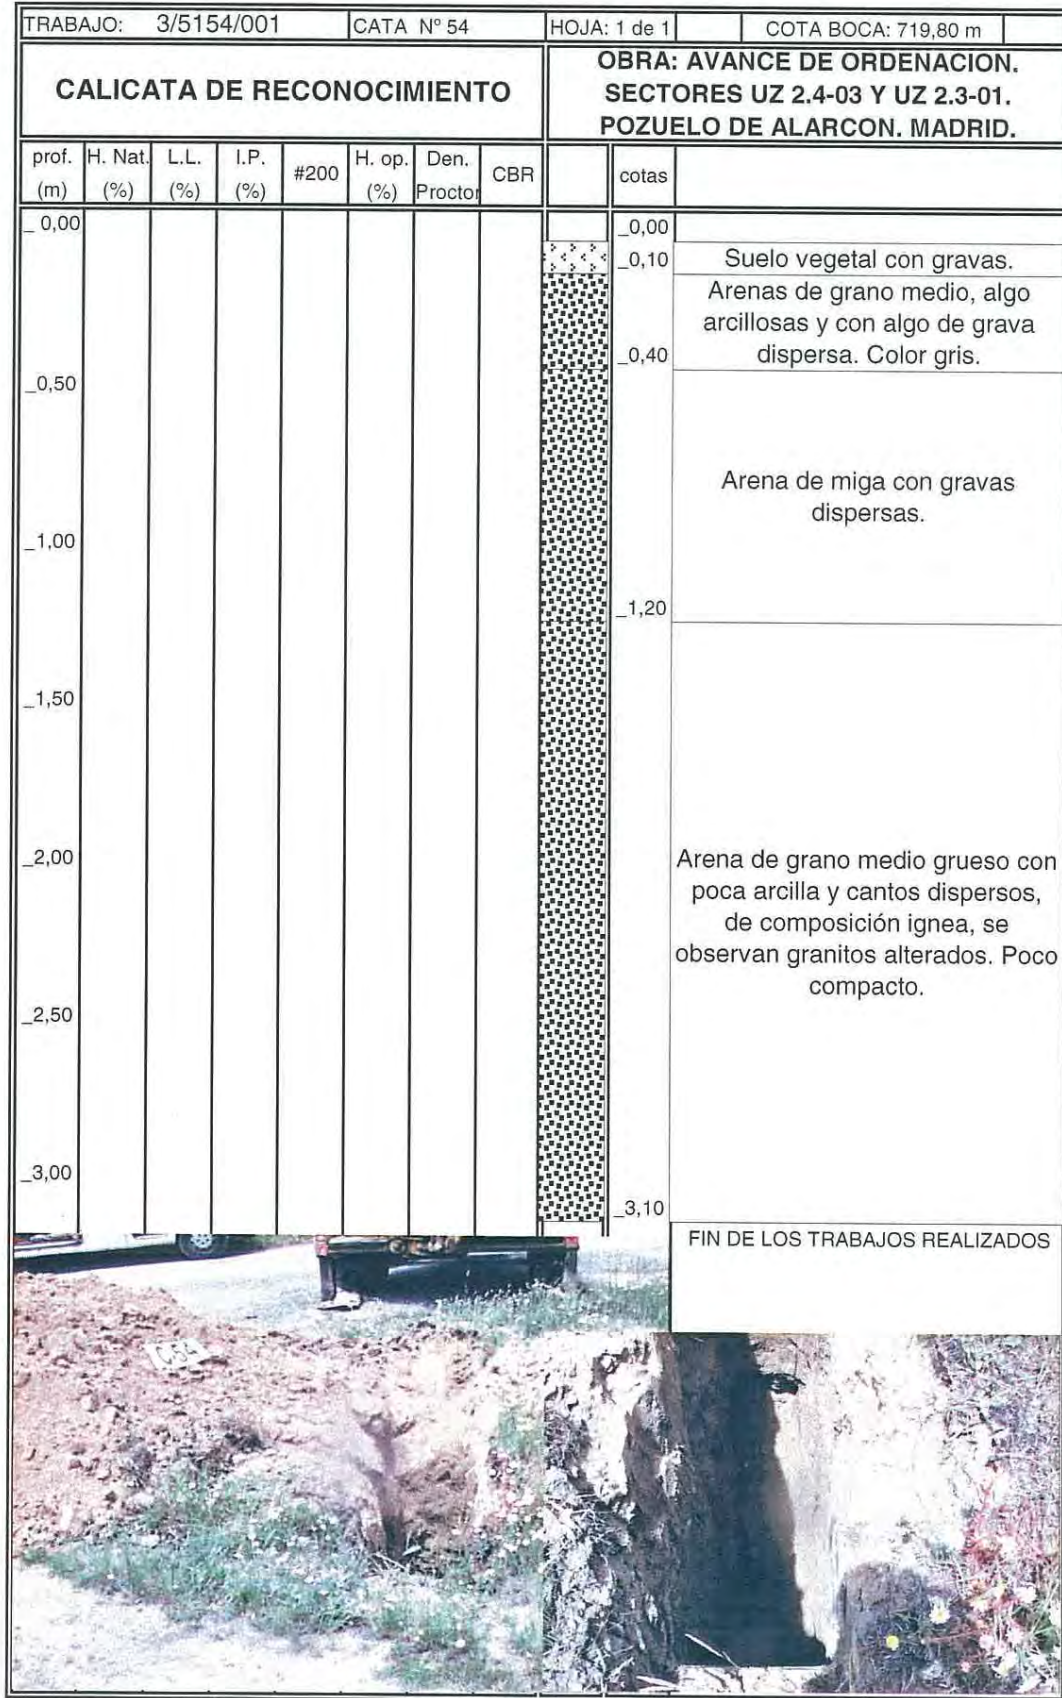 TRABAJO: 3/5154/001 CATA Nº 54 HOJA: 1 de 1 COTA BOCA: 719,80 m
CALICATA DE RECONOCIMIENTO
OBRA: AVANCE DE ORDENACION.
SECTORES UZ 2.4-03 Y UZ 2.3-01.
POZUELO DE ALARCON. MADRID.
prof. H. Nat. L.L. I.P. #200 H. op. Den. CBR cotas
(m) (%) (%) (%) (%) Proctor
_ 0,00 _0,00
_0,10 Suelo vegetal con gravas.
Arenas de grano medio, algo
arcillosas y con algo de grava
_0,40 dispersa. Color gris.
_0,50
Arena de miga con gravas
dispersas.
_1,00
_1,20
_1,50
_2,00 Arena de grano medio grueso con
poca arcilla y cantos dispersos,
de composición ignea, se
observan granitos alterados. Poco
compacto.
_2,50
_3,00
_3,10
FIN DE LOS TRABAJOS REALIZADOS
C-54